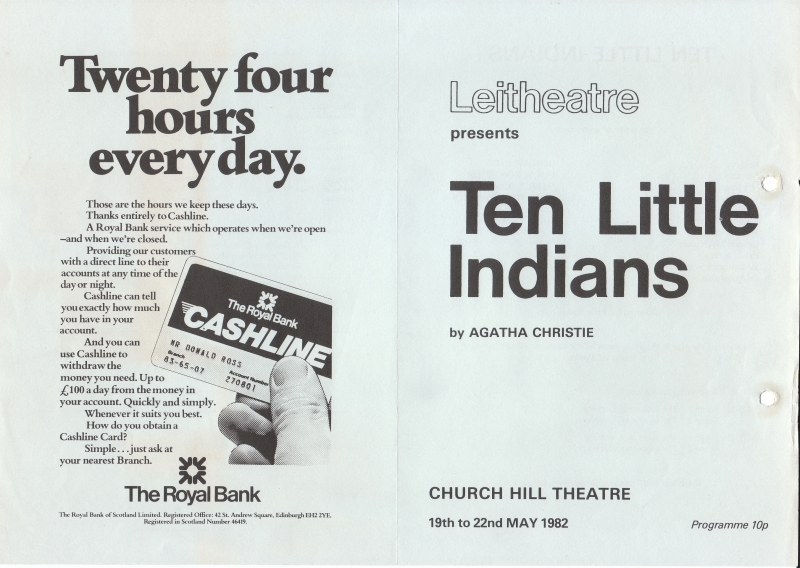 Twenty four
hours
every day.
Those are the hours we keep these days.
Thanks entirely to Cashline.
A Royal Bank service which operates when we're open
–and when we're closed.
Providing our customers
with a direct line to their
accounts at any time of the
day or night.
Cashline can tell
you exactly how much
you have in your
account.
And you can
use Cashline to
withdraw the
money you need. Up to
£100 a day from the money in
your account. Quickly and simply.
Whenever it suits you best.
How do you obtain a
Cashline Card?
Simple...just ask at
your nearest Branch.
The Royal Bank
CASHLINE
MR DONALD ROSS
Branch
83-65-07
Account Number
270801
The Royal Bank
The Royal Bank of Scotland Limited. Registered Office: 42 St. Andrew Square, Edinburgh EH2 2YE.
Registered in Scotland Number 46419.
Leitheatre
presents
Ten Little
Indians
by AGATHA CHRISTIE
CHURCH HILL THEATRE
19th to 22nd MAY 1982
Programme 10p